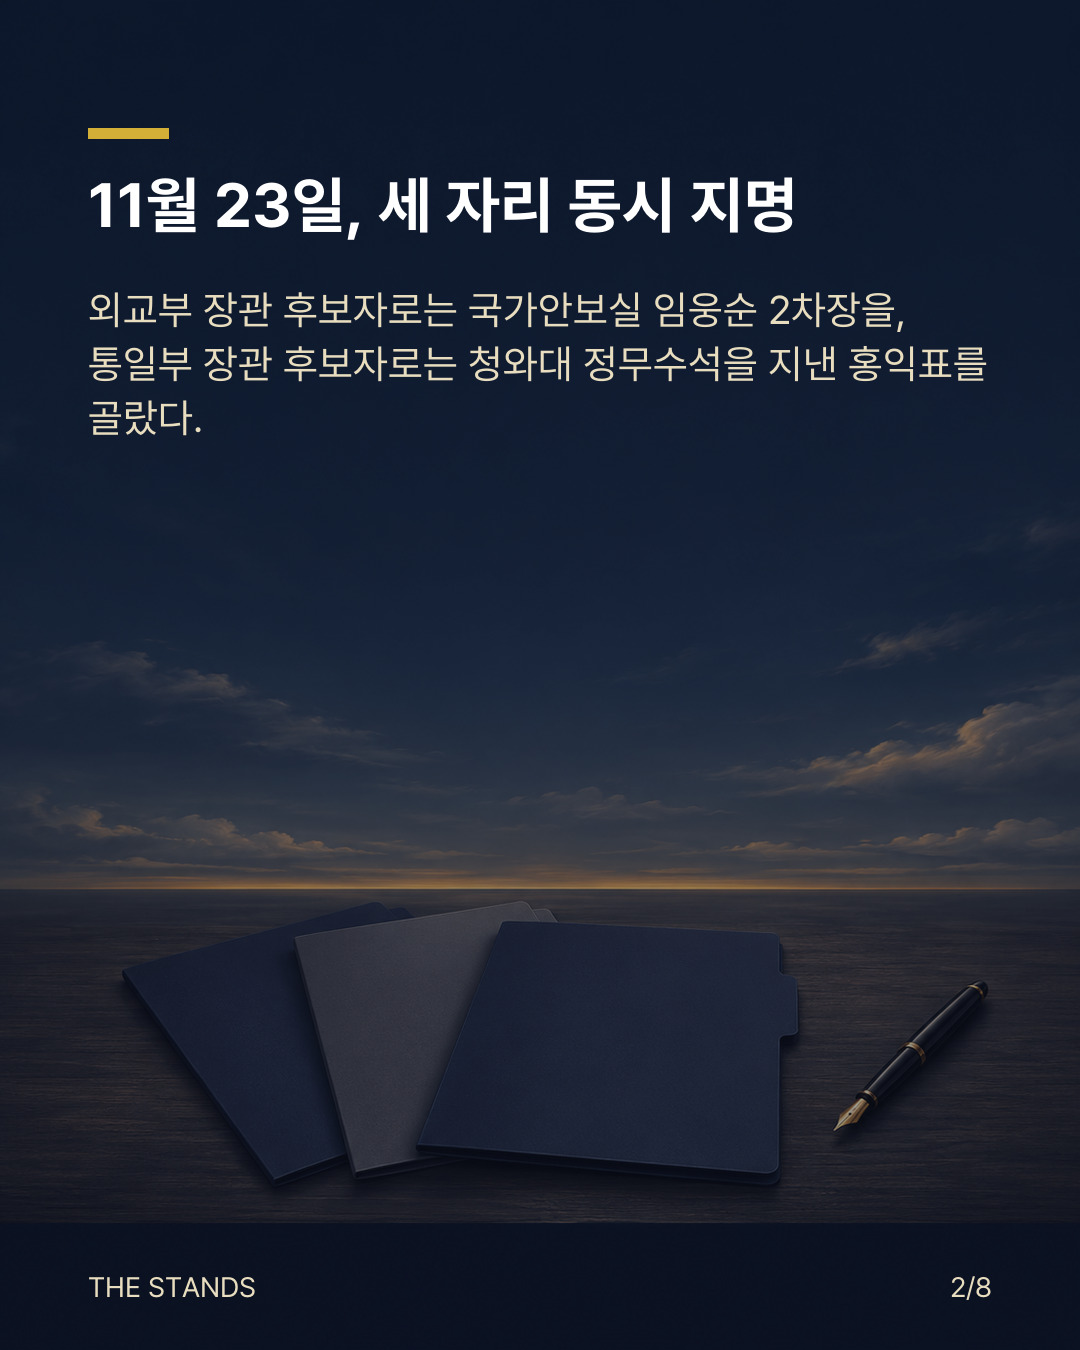 11월 23일, 세 자리 동시 지명
외교부 장관 후보자로는 국가안보실 임웅순 2차장을,
통일부 장관 후보자로는 청와대 정무수석을 지낸 홍익표를
골랐다.
THE STANDS
2/8